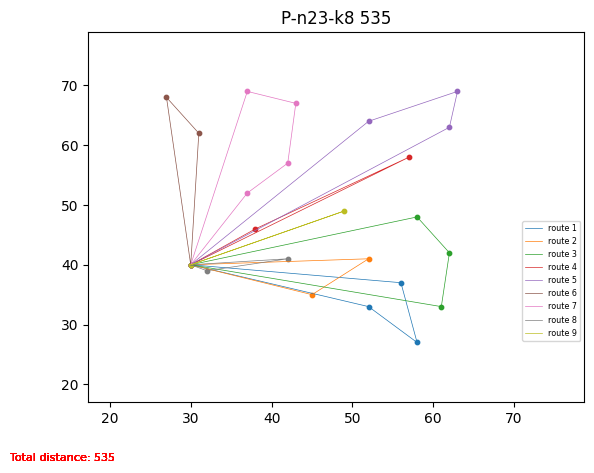 P-n23-k8 535
70
60
50
40
30
20
20 30 40 50 60 70
route 1
route 2
route 3
route 4
route 5
route 6
route 7
route 8
route 9
Total distance: 535